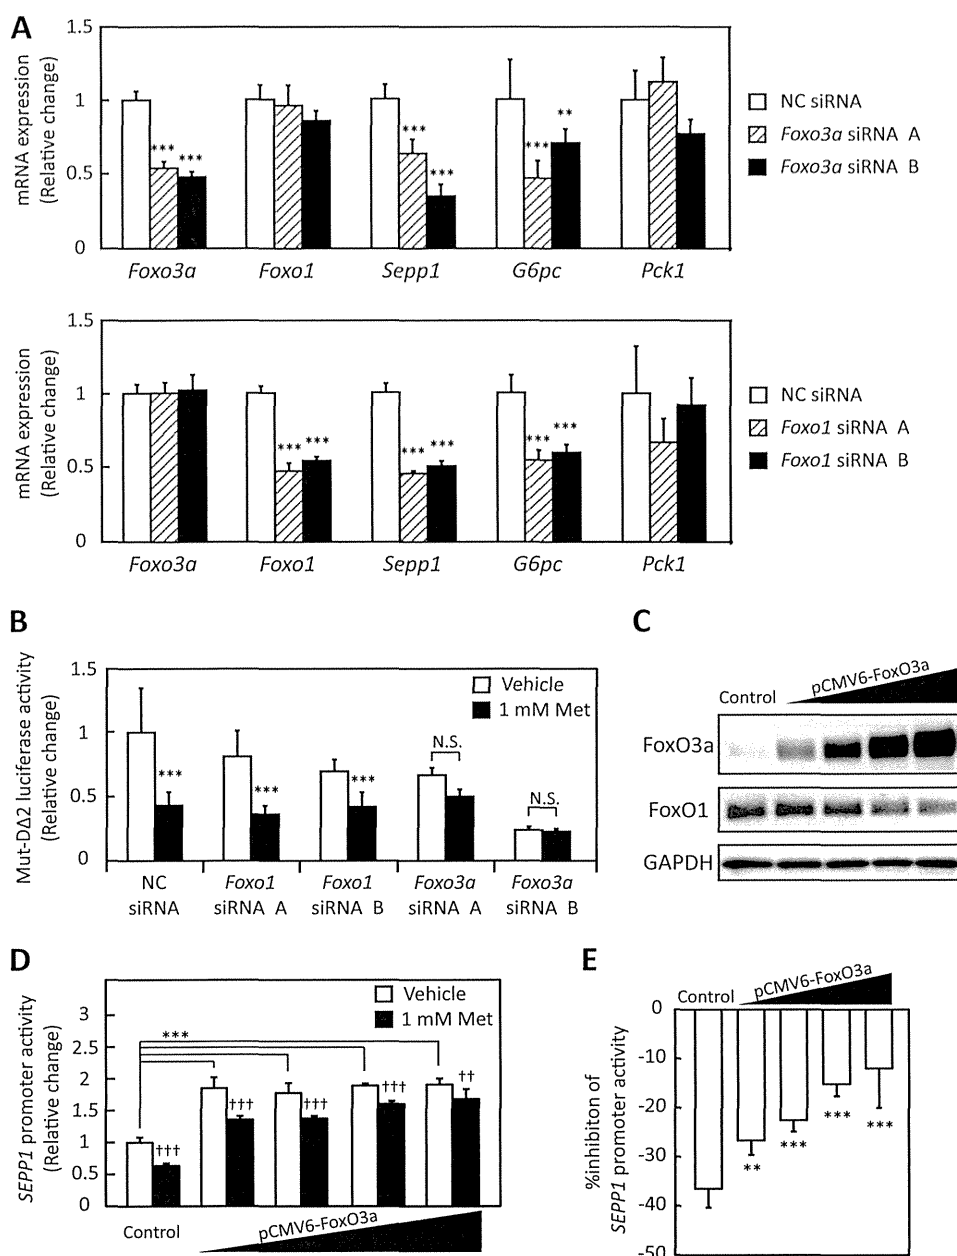 A
mRNA expression
(Relative change)
1.5
1
0.5
0
*** ***
*** ***
*** **
Foxo3a Foxo1 Sepp1 G6pc Pck1
NC siRNA
Foxo3a siRNA A
Foxo3a siRNA B
mRNA expression
(Relative change)
1.5
1
0.5
0
*** ***
*** ***
*** ***
Foxo3a Foxo1 Sepp1 G6pc Pck1
NC siRNA
Foxo1 siRNA A
Foxo1 siRNA B
B
Mut-DΔ2 luciferase activity
(Relative change)
1.5
1
0.5
0
Vehicle
1 mM Met
***
***
***
N.S.
N.S.
NC
siRNA
Foxo1
siRNA A
Foxo1
siRNA B
Foxo3a
siRNA A
Foxo3a
siRNA B
C
Control
pCMV6-FoxO3a
FoxO3a
FoxO1
GAPDH
D
SEPP1 promoter activity
(Relative change)
3
2.5
2
1.5
1
0.5
0
Vehicle
1 mM Met
***
†††
†††
†††
†††
††
Control
pCMV6-FoxO3a
E
%inhibiton of
SEPP1 promoter activity
Control
pCMV6-FoxO3a
0
-10
-20
-30
-40
-50
**
***
***
***